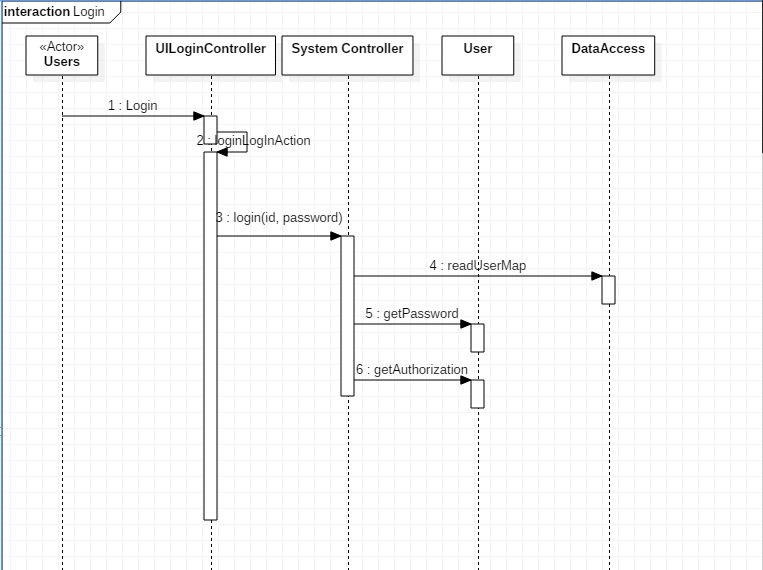 interaction Login
«Actor»
Users
UILoginController
System Controller
User
DataAccess
1 : Login
2 : loginLogInAction
3 : login(id, password)
4 : readUserMap
5 : getPassword
6 : getAuthorization